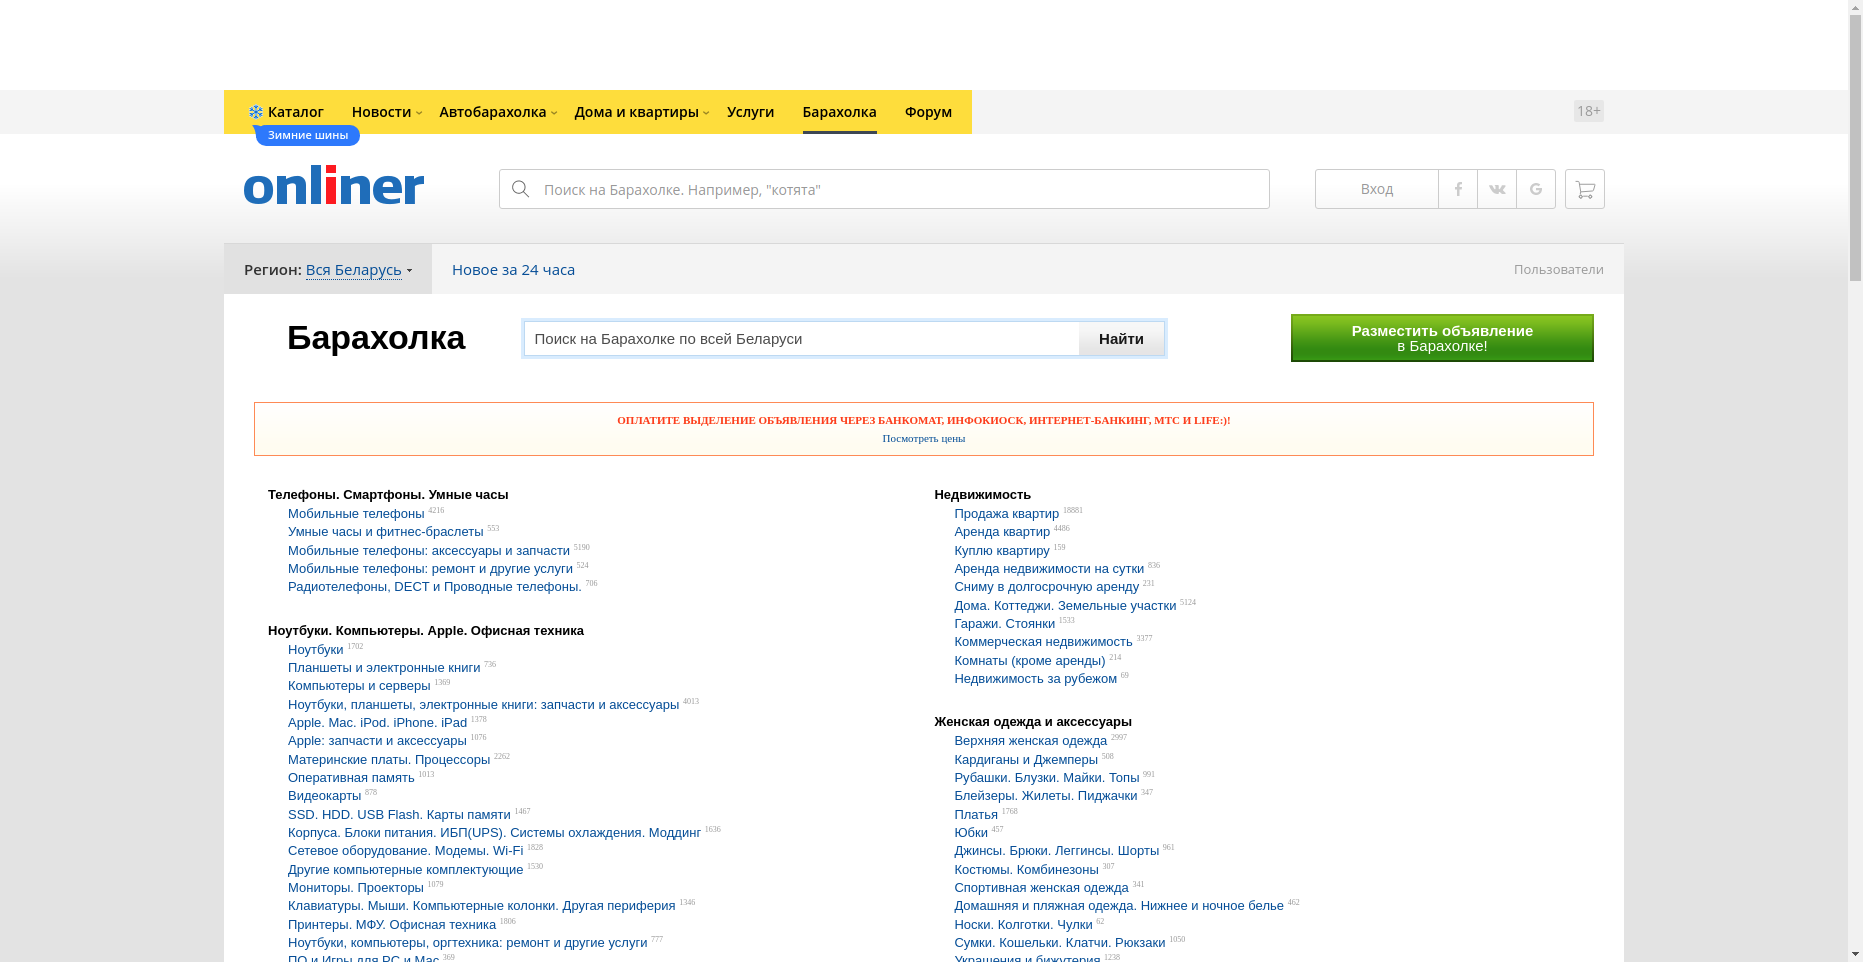 Каталог Новости Автобарахолка Дома и квартиры Услуги Барахолка Форум 18+
Зимние шины
onliner
Поиск на Барахолке. Например, "котята"
Вход
Регион: Вся Беларусь
Новое за 24 часа
Пользователи
Барахолка
Поиск на Барахолке по всей Беларуси
Найти
Разместить объявление
в Барахолке!
ОПЛАТИТЕ ВЫДЕЛЕНИЕ ОБЪЯВЛЕНИЯ ЧЕРЕЗ БАНКОМАТ, ИНФОКИОСК, ИНТЕРНЕТ-БАНКИНГ, МТС И LIFE:)!
Посмотреть цены
Телефоны. Смартфоны. Умные часы
Мобильные телефоны 4216
Умные часы и фитнес-браслеты 553
Мобильные телефоны: аксессуары и запчасти 5190
Мобильные телефоны: ремонт и другие услуги 524
Радиотелефоны, DECT и Проводные телефоны. 706
Ноутбуки. Компьютеры. Apple. Офисная техника
Ноутбуки 1702
Планшеты и электронные книги 736
Компьютеры и серверы 1369
Ноутбуки, планшеты, электронные книги: запчасти и аксессуары 4013
Apple. Mac. iPod. iPhone. iPad 1378
Apple: запчасти и аксессуары 1076
Материнские платы. Процессоры 2262
Оперативная память 1013
Видеокарты 878
SSD. HDD. USB Flash. Карты памяти 1467
Корпуса. Блоки питания. ИБП(UPS). Системы охлаждения. Моддинг 1636
Сетевое оборудование. Модемы. Wi-Fi 1828
Другие компьютерные комплектующие 1530
Мониторы. Проекторы 1079
Клавиатуры. Мыши. Компьютерные колонки. Другая периферия 1346
Принтеры. МФУ. Офисная техника 1806
Ноутбуки, компьютеры, оргтехника: ремонт и другие услуги 777
ПО и Игры для PC и Mac 369
Недвижимость
Продажа квартир 18881
Аренда квартир 4486
Куплю квартиру 159
Аренда недвижимости на сутки 836
Сниму в долгосрочную аренду 231
Дома. Коттеджи. Земельные участки 5124
Гаражи. Стоянки 1533
Коммерческая недвижимость 3377
Комнаты (кроме аренды) 214
Недвижимость за рубежом 69
Женская одежда и аксессуары
Верхняя женская одежда 2997
Кардиганы и Джемперы 508
Рубашки. Блузки. Майки. Топы 991
Блейзеры. Жилеты. Пиджачки 347
Платья 1768
Юбки 457
Джинсы. Брюки. Леггинсы. Шорты 961
Костюмы. Комбинезоны 307
Спортивная женская одежда 341
Домашняя и пляжная одежда. Нижнее и ночное белье 462
Носки. Колготки. Чулки 62
Сумки. Кошельки. Клатчи. Рюкзаки 1050
Украшения и бижутерия 1238